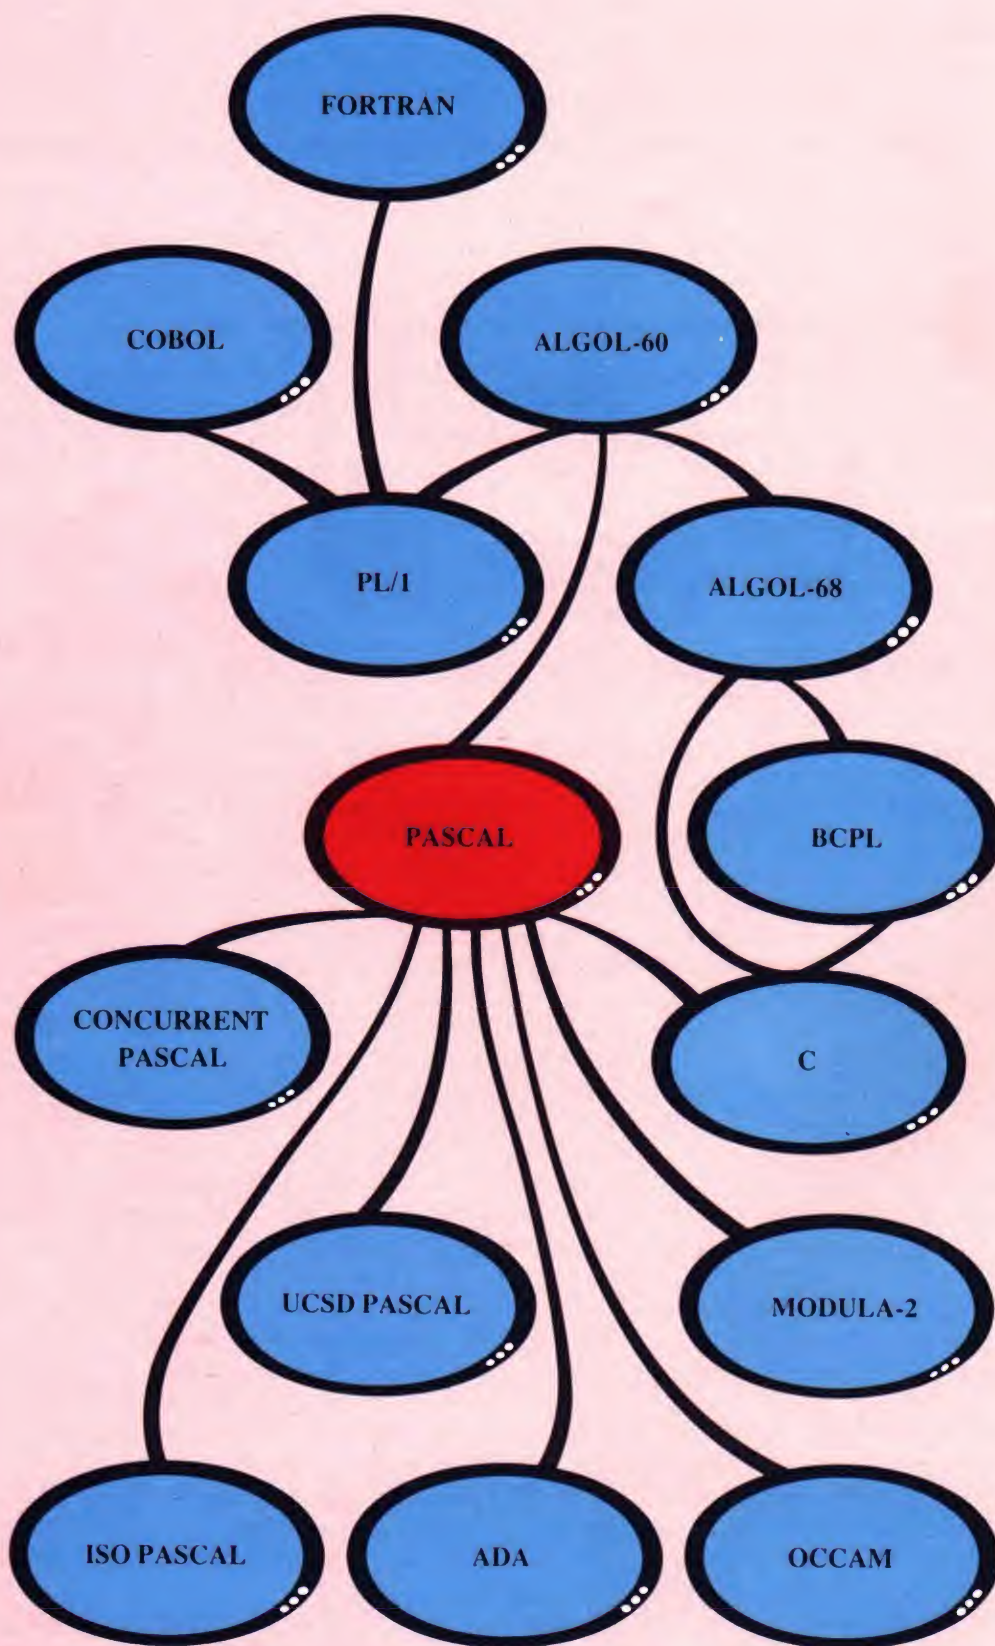 FORTRAN
COBOL
ALGOL-60
PL/1
ALGOL-68
PASCAL
BCPL
CONCURRENT
PASCAL
C
UCSD PASCAL
MODULA-2
ISO PASCAL
ADA
OCCAM